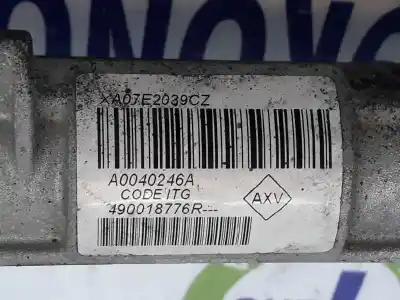 XA07E2039CZ
A0040246A
CODE ITG
490018776R---
AXV